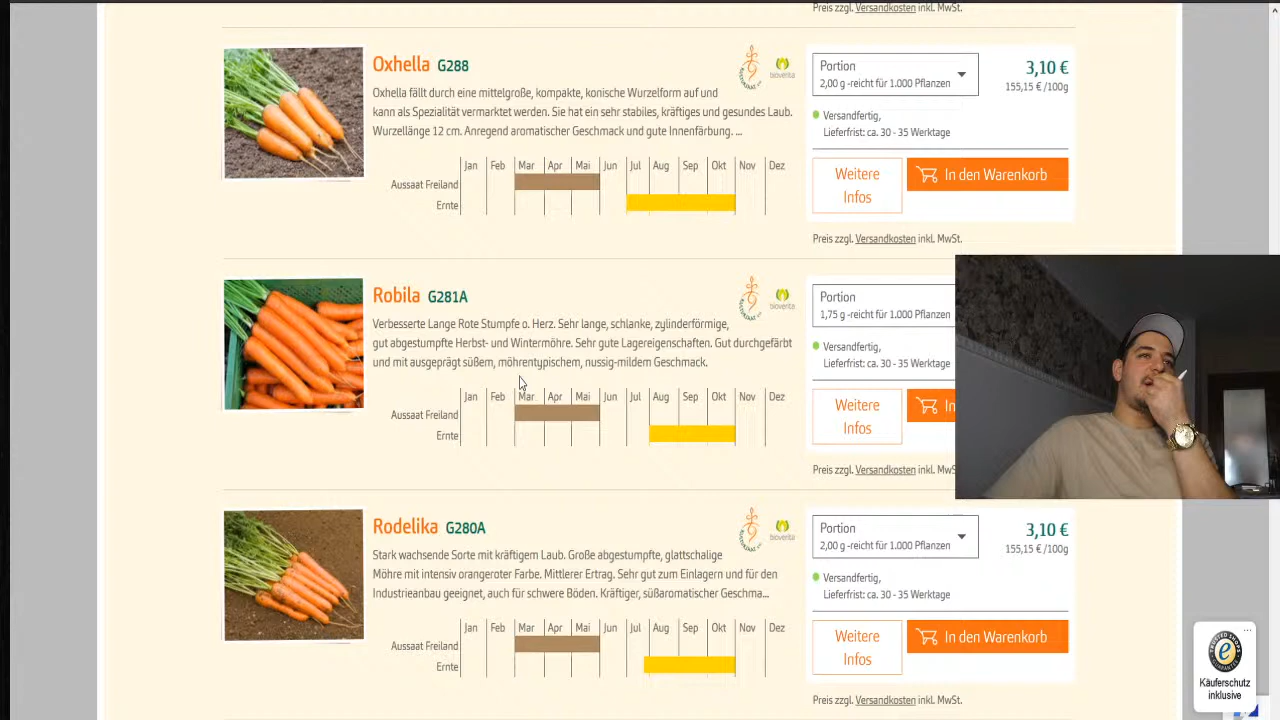 Preis zzgl. Versandkosten inkl. MwSt.
Oxhella G288
Oxhella fällt durch eine mittelgroße, kompakte, konische Wurzelform auf und
kann als Spezialität vermarktet werden. Sie hat ein sehr stabiles, kräftiges und gesundes Laub.
Wurzellänge 12 cm. Anregend aromatischer Geschmack und gute Innenfärbung. ...
bioverita
Jan Feb Mar Apr Mai Jun Jul Aug Sep Okt Nov Dez
Aussaat Freiland
Ernte
Portion
2,00 g -reicht für 1.000 Pflanzen
3,10 €
155,15 € /100g
Versandfertig,
Lieferfrist: ca. 30 - 35 Werktage
Weitere
Infos
In den Warenkorb
Preis zzgl. Versandkosten inkl. MwSt.
Robila G281A
Verbesserte Lange Rote Stumpfe o. Herz. Sehr lange, schlanke, zylinderförmige,
gut abgestumpfte Herbst- und Wintermöhre. Sehr gute Lagereigenschaften. Gut durchgefärbt
und mit ausgeprägt süßem, möhrentypischem, nussig-mildem Geschmack.
bioverita
Jan Feb Mar Apr Mai Jun Jul Aug Sep Okt Nov Dez
Aussaat Freiland
Ernte
Portion
1,75 g -reicht für 1.000 Pflanzen
Versandfertig,
Lieferfrist: ca. 30 - 35 Werktage
Weitere
Infos
In
Preis zzgl. Versandkosten inkl. MwS
Rodelika G280A
Stark wachsende Sorte mit kräftigem Laub. Große abgestumpfte, glattschalige
Möhre mit intensiv orangeroter Farbe. Mittlerer Ertrag. Sehr gut zum Einlagern und für den
Industrieanbau geeignet, auch für schwere Böden. Kräftiger, süßaromatischer Geschma...
bioverita
Jan Feb Mar Apr Mai Jun Jul Aug Sep Okt Nov Dez
Aussaat Freiland
Ernte
Portion
2,00 g -reicht für 1.000 Pflanzen
3,10 €
155,15 € /100g
Versandfertig,
Lieferfrist: ca. 30 - 35 Werktage
Weitere
Infos
In den Warenkorb
Preis zzgl. Versandkosten inkl. MwSt.
Käuferschutz
inklusive